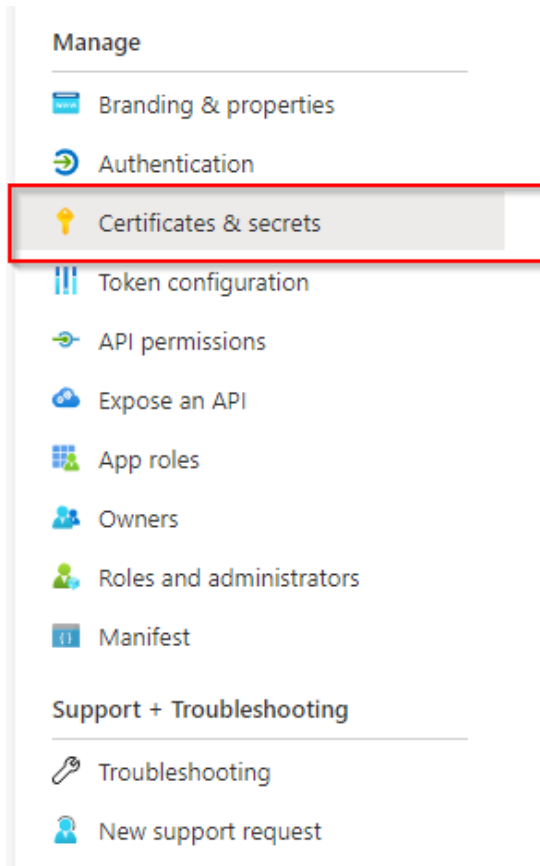 Manage
Branding & properties
Authentication
Certificates & secrets
Token configuration
API permissions
Expose an API
App roles
Owners
Roles and administrators
Manifest
Support + Troubleshooting
Troubleshooting
New support request